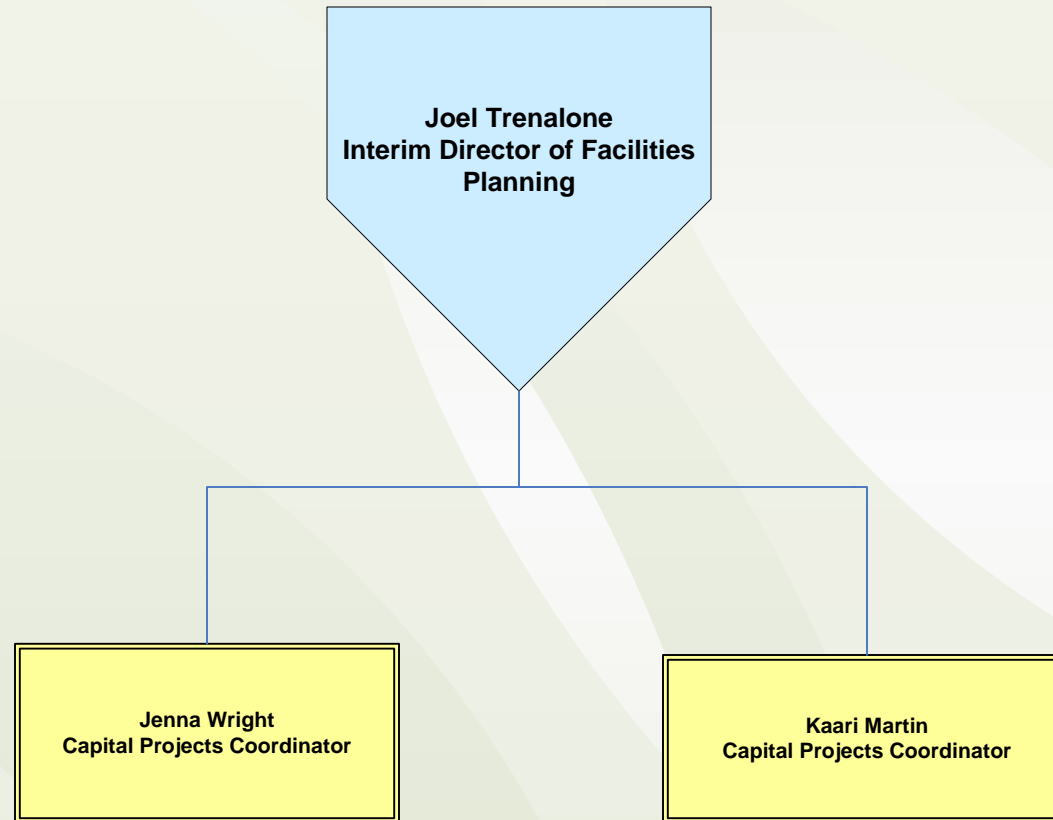 Joel Trenalone
Interim Director of Facilities
Planning
Jenna Wright
Capital Projects Coordinator
Kaari Martin
Capital Projects Coordinator